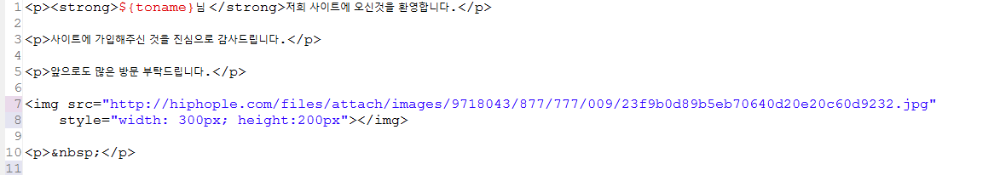 1 <p><strong>${toname}님 </strong>저희 사이트에 오신것을 환영합니다.</p>
2
3 <p>사이트에 가입해주신 것을 진심으로 감사드립니다.</p>
4
5 <p>앞으로도 많은 방문 부탁드립니다.</p>
6
7 <img src="http://hiphople.com/files/attach/images/9718043/877/777/009/23f9b0d89b5eb70640d20e20c60d9232.jpg"
8 style="width: 300px; height:200px"></img>
9
10 <p>&nbsp;</p>
11